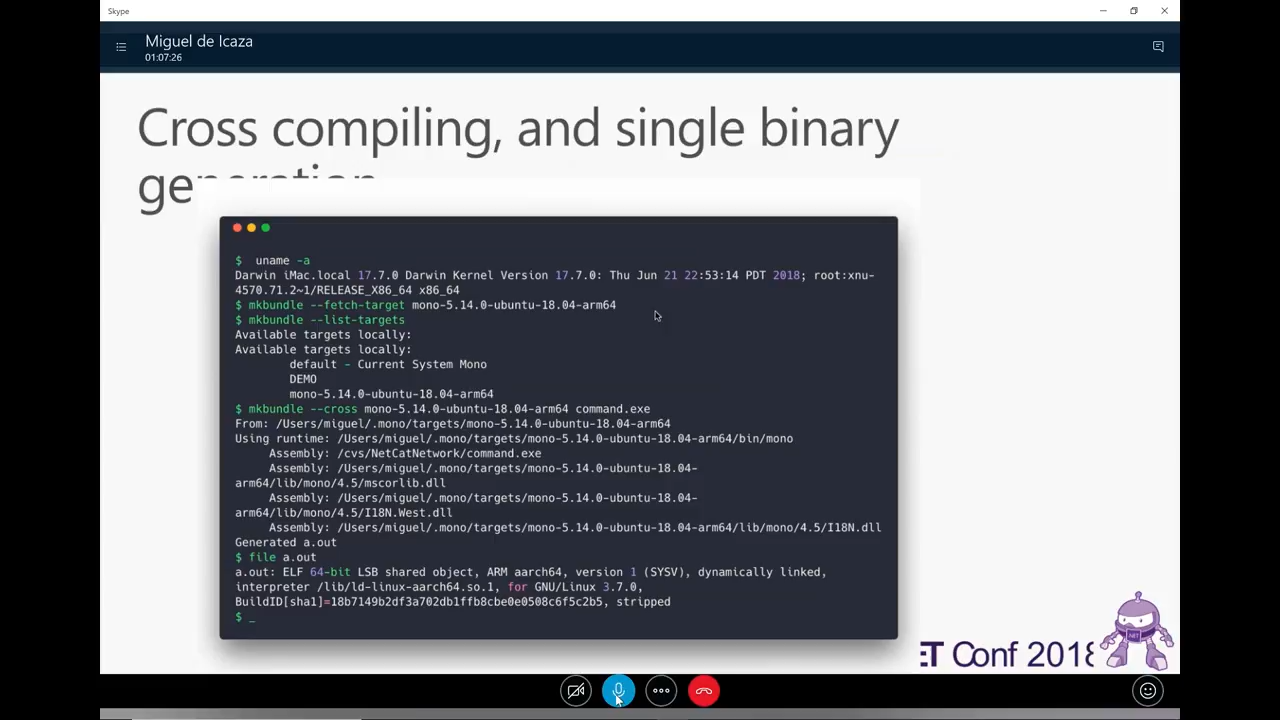 Skype
Miguel de Icaza
01:07:26
Cross compiling, and single binary
generation
$ uname -a
Darwin iMac.local 17.7.0 Darwin Kernel Version 17.7.0: Thu Jun 21 22:53:14 PDT 2018; root:xnu-
4570.71.2~1/RELEASE_X86_64 x86_64
$ mkbundle --fetch-target mono-5.14.0-ubuntu-18.04-arm64
$ mkbundle --list-targets
Available targets locally:
Available targets locally:
default - Current System Mono
DEMO
mono-5.14.0-ubuntu-18.04-arm64
$ mkbundle --cross mono-5.14.0-ubuntu-18.04-arm64 command.exe
From: /Users/miguel/.mono/targets/mono-5.14.0-ubuntu-18.04-arm64
Using runtime: /Users/miguel/.mono/targets/mono-5.14.0-ubuntu-18.04-arm64/bin/mono
Assembly: /cvs/NetCatNetwork/command.exe
Assembly: /Users/miguel/.mono/targets/mono-5.14.0-ubuntu-18.04-
arm64/lib/mono/4.5/mscorlib.dll
Assembly: /Users/miguel/.mono/targets/mono-5.14.0-ubuntu-18.04-
arm64/lib/mono/4.5/I18N.West.dll
Assembly: /Users/miguel/.mono/targets/mono-5.14.0-ubuntu-18.04-arm64/lib/mono/4.5/I18N.dll
Generated a.out
$ file a.out
a.out: ELF 64-bit LSB shared object, ARM aarch64, version 1 (SYSV), dynamically linked,
interpreter /lib/ld-linux-aarch64.so.1, for GNU/Linux 3.7.0,
BuildID[sha1]=18b7149b2df3a702db1ffb8cbe0e0508c6f5c2b5, stripped
$ _
.NET
ET Conf 2018